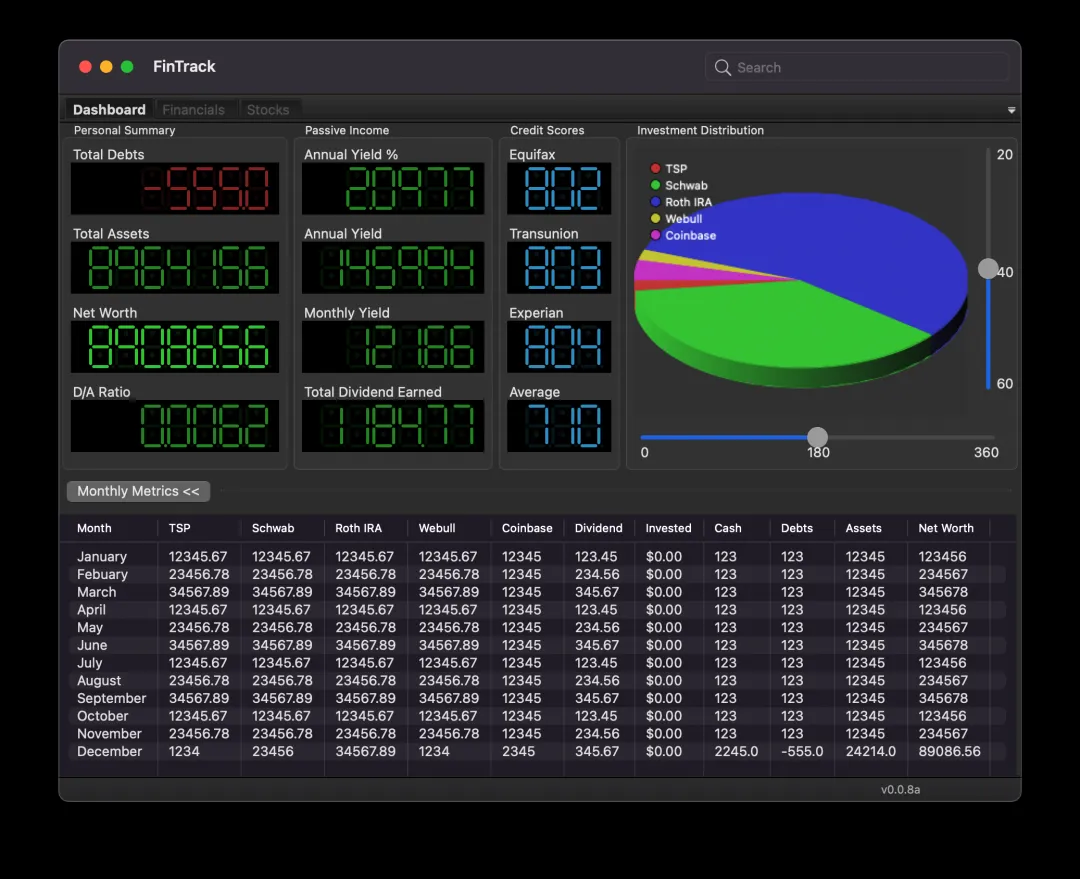 FinTrack
Search
Dashboard Financials Stocks
Personal Summary
Total Debts
-555.0
Total Assets
89641.56
Net Worth
89086.56
D/A Ratio
0.0062
Passive Income
Annual Yield %
2.0977
Annual Yield
1459.94
Monthly Yield
121.66
Total Dividend Earned
1184.77
Credit Scores
Equifax
802
Transunion
803
Experian
804
Average
710
Investment Distribution
TSP
Schwab
Roth IRA
Webull
Coinbase
20
40
60
0 180 360
Monthly Metrics <<
Month TSP Schwab Roth IRA Webull Coinbase Dividend Invested Cash Debts Assets Net Worth
January 12345.67 12345.67 12345.67 12345.67 12345 123.45 $0.00 123 123 12345 123456
Febuary 23456.78 23456.78 23456.78 23456.78 12345 234.56 $0.00 123 123 12345 234567
March 34567.89 34567.89 34567.89 34567.89 12345 345.67 $0.00 123 123 12345 345678
April 12345.67 12345.67 12345.67 12345.67 12345 123.45 $0.00 123 123 12345 123456
May 23456.78 23456.78 23456.78 23456.78 12345 234.56 $0.00 123 123 12345 234567
June 34567.89 34567.89 34567.89 34567.89 12345 345.67 $0.00 123 123 12345 345678
July 12345.67 12345.67 12345.67 12345.67 12345 123.45 $0.00 123 123 12345 123456
August 23456.78 23456.78 23456.78 23456.78 12345 234.56 $0.00 123 123 12345 234567
September 34567.89 34567.89 34567.89 34567.89 12345 345.67 $0.00 123 123 12345 345678
October 12345.67 12345.67 12345.67 12345.67 12345 123.45 $0.00 123 123 12345 123456
November 23456.78 23456.78 23456.78 23456.78 12345 234.56 $0.00 123 123 12345 234567
December 1234 23456 34567.89 1234 2345 345.67 $0.00 2245.0 -555.0 24214.0 89086.56
v0.0.8a